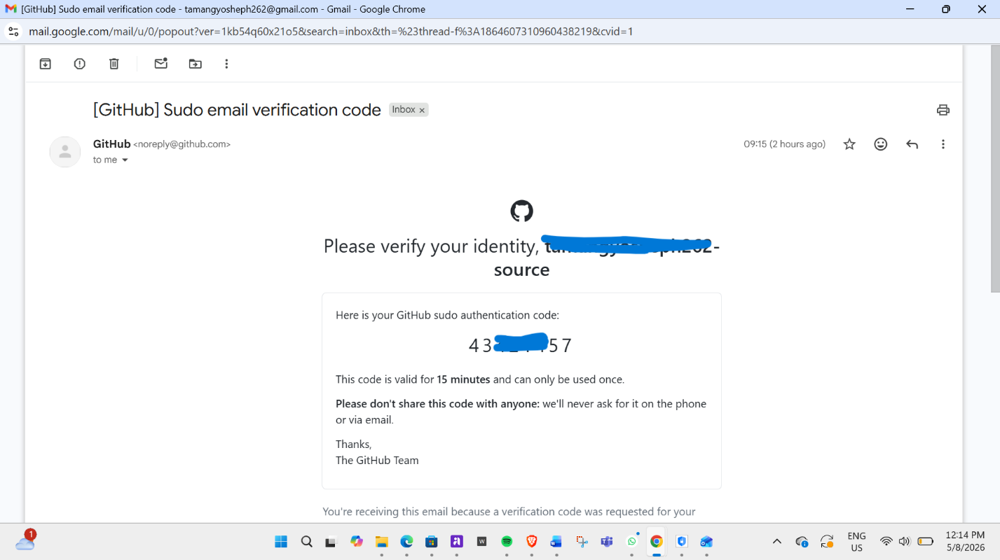 [GitHub] Sudo email verification code - tamangyosheph262@gmail.com - Gmail - Google Chrome
mail.google.com/mail/u/0/popout?ver=1kb54q60x21o5&search=inbox&th=%23thread-f%3A1864607310960438219&cvid=1
[GitHub] Sudo email verification code Inbox ×
GitHub <noreply@github.com> 09:15 (2 hours ago)
to me
Please verify your identity,
source
Here is your GitHub sudo authentication code:
4 3 5 7
This code is valid for 15 minutes and can only be used once.
Please don't share this code with anyone: we'll never ask for it on the phone
or via email.
Thanks,
The GitHub Team
You're receiving this email because a verification code was requested for your
1
ENG
US
12:14 PM
5/8/2026